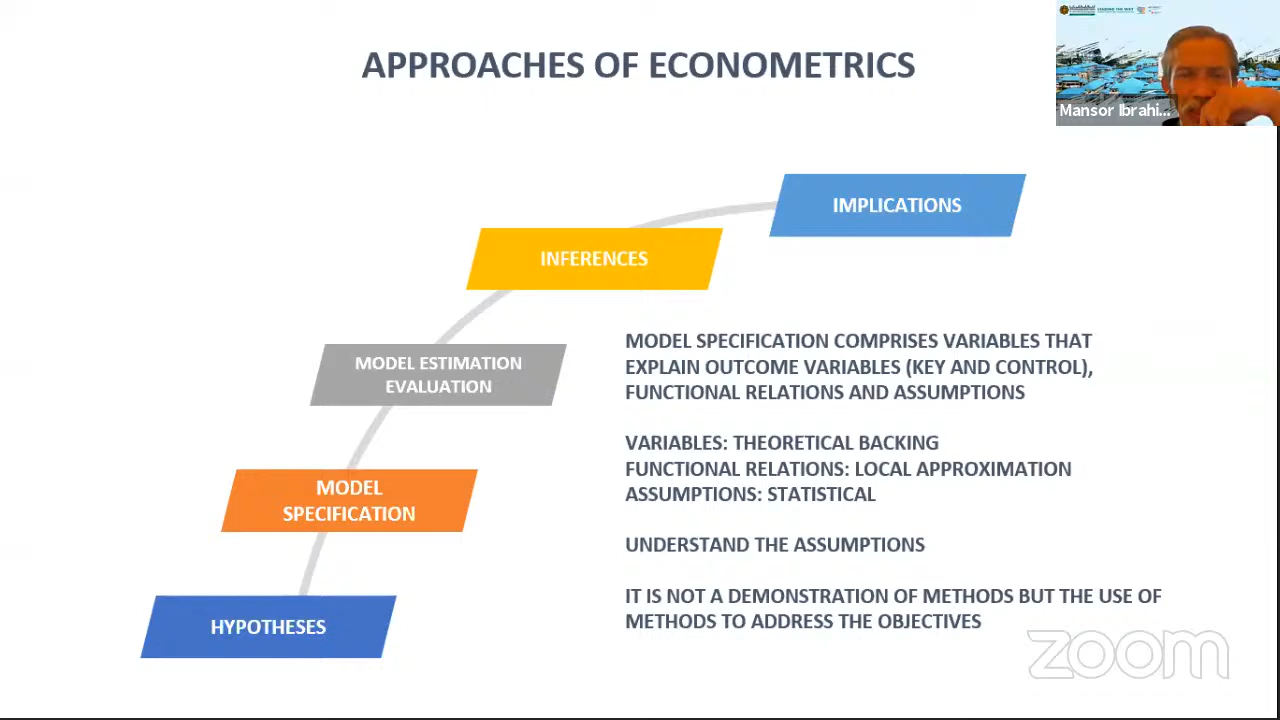 APPROACHES OF ECONOMETRICS
Mansor Ibrahi...
IMPLICATIONS
INFERENCES
MODEL ESTIMATION
EVALUATION
MODEL
SPECIFICATION
HYPOTHESES
MODEL SPECIFICATION COMPRISES VARIABLES THAT
EXPLAIN OUTCOME VARIABLES (KEY AND CONTROL),
FUNCTIONAL RELATIONS AND ASSUMPTIONS
VARIABLES: THEORETICAL BACKING
FUNCTIONAL RELATIONS: LOCAL APPROXIMATION
ASSUMPTIONS: STATISTICAL
UNDERSTAND THE ASSUMPTIONS
IT IS NOT A DEMONSTRATION OF METHODS BUT THE USE OF
METHODS TO ADDRESS THE OBJECTIVES
zoom